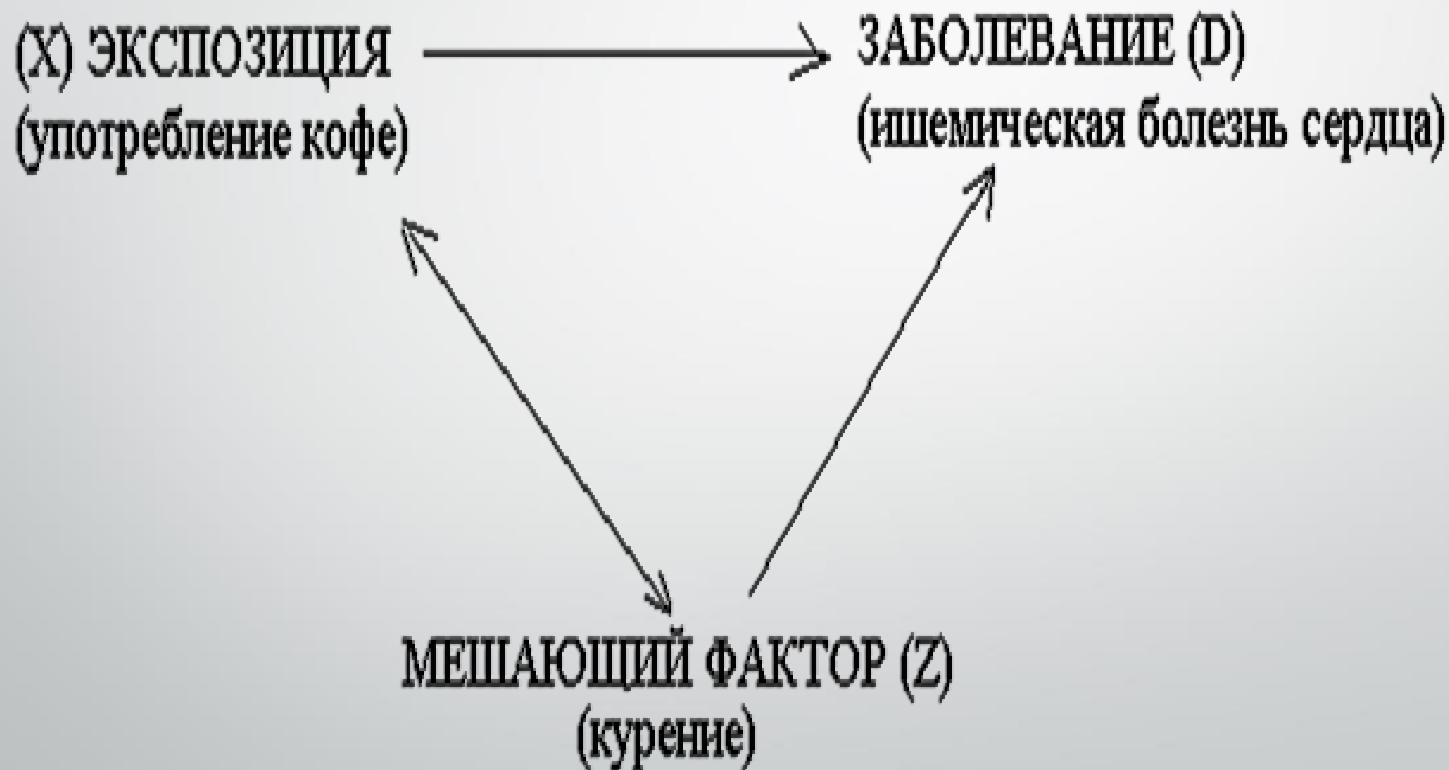 (X) ЭКСПОЗИЦИЯ
(употребление кофе)
ЗАБОЛЕВАНИЕ (D)
(ишемическая болезнь сердца)
МЕШАЮЩИЙ ФАКТОР (Z)
(курение)